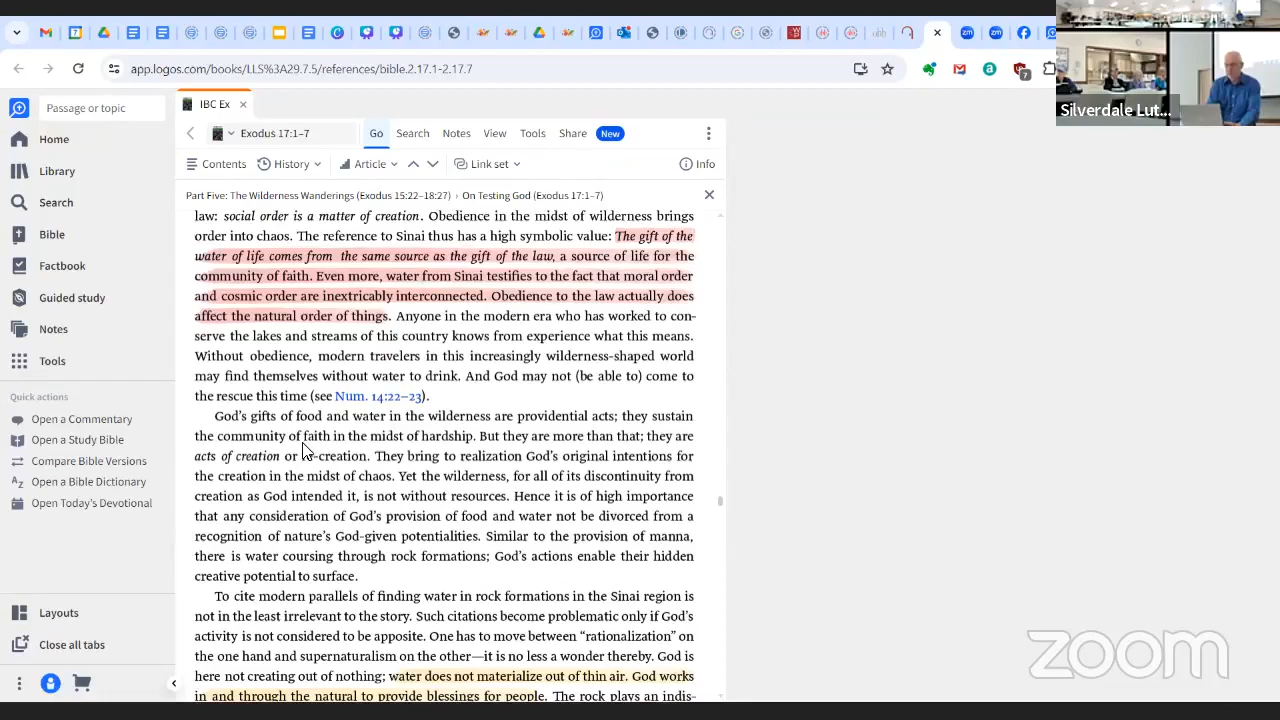 app.logos.com/books/LLS%3A29.7.5/references/bible.2.17.1-2.17.7
7
Silverdale Lut...
Passage or topic
Home
Library
Search
Bible
Factbook
Guided study
Notes
Tools
Quick actions
Open a Commentary
Open a Study Bible
Compare Bible Versions
Open a Bible Dictionary
Open Today's Devotional
Layouts
Close all tabs
IBC Ex
Exodus 17:1–7
Go
Search
Notes
View
Tools
Share
New
Contents
History
Article
Link set
Info
Part Five: The Wilderness Wanderings (Exodus 15:22–18:27) › On Testing God (Exodus 17:1–7)
law: social order is a matter of creation. Obedience in the midst of wilderness brings
order into chaos. The reference to Sinai thus has a high symbolic value: The gift of the
water of life comes from the same source as the gift of the law, a source of life for the
community of faith. Even more, water from Sinai testifies to the fact that moral order
and cosmic order are inextricably interconnected. Obedience to the law actually does
affect the natural order of things. Anyone in the modern era who has worked to con-
serve the lakes and streams of this country knows from experience what this means.
Without obedience, modern travelers in this increasingly wilderness-shaped world
may find themselves without water to drink. And God may not (be able to) come to
the rescue this time (see Num. 14:22–23).
God's gifts of food and water in the wilderness are providential acts; they sustain
the community of faith in the midst of hardship. But they are more than that; they are
acts of creation or re-creation. They bring to realization God's original intentions for
the creation in the midst of chaos. Yet the wilderness, for all of its discontinuity from
creation as God intended it, is not without resources. Hence it is of high importance
that any consideration of God's provision of food and water not be divorced from a
recognition of nature's God-given potentialities. Similar to the provision of manna,
there is water coursing through rock formations; God's actions enable their hidden
creative potential to surface.
To cite modern parallels of finding water in rock formations in the Sinai region is
not in the least irrelevant to the story. Such citations become problematic only if God's
activity is not considered to be apposite. One has to move between “rationalization” on
the one hand and supernaturalism on the other—it is no less a wonder thereby. God is
here not creating out of nothing; water does not materialize out of thin air. God works
in and through the natural to provide blessings for people. The rock plays an indis-
zoom